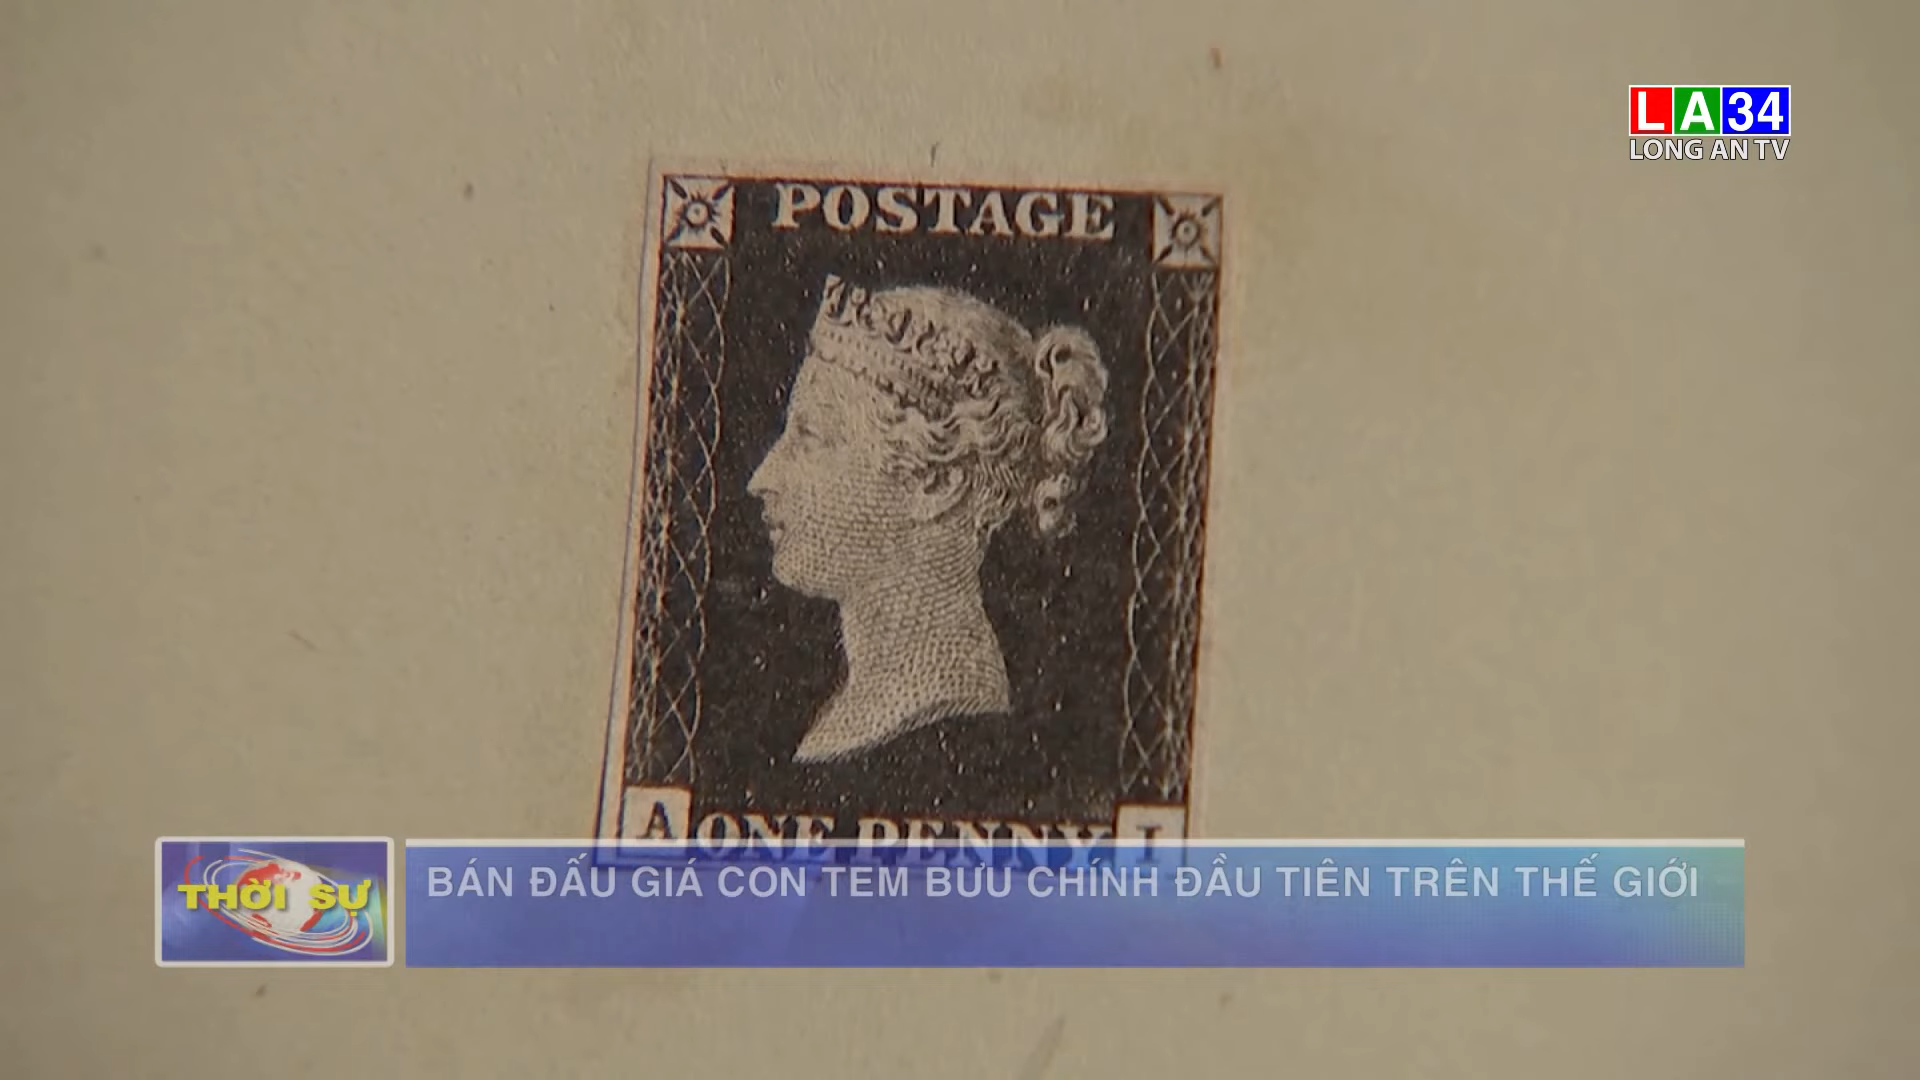 LA34
LONG AN TV
POSTAGE
A ONE PENNY I
THỜI SỰ
BÁN ĐẤU GIÁ CON TEM BƯU CHÍNH ĐẦU TIÊN TRÊN THẾ GIỚI